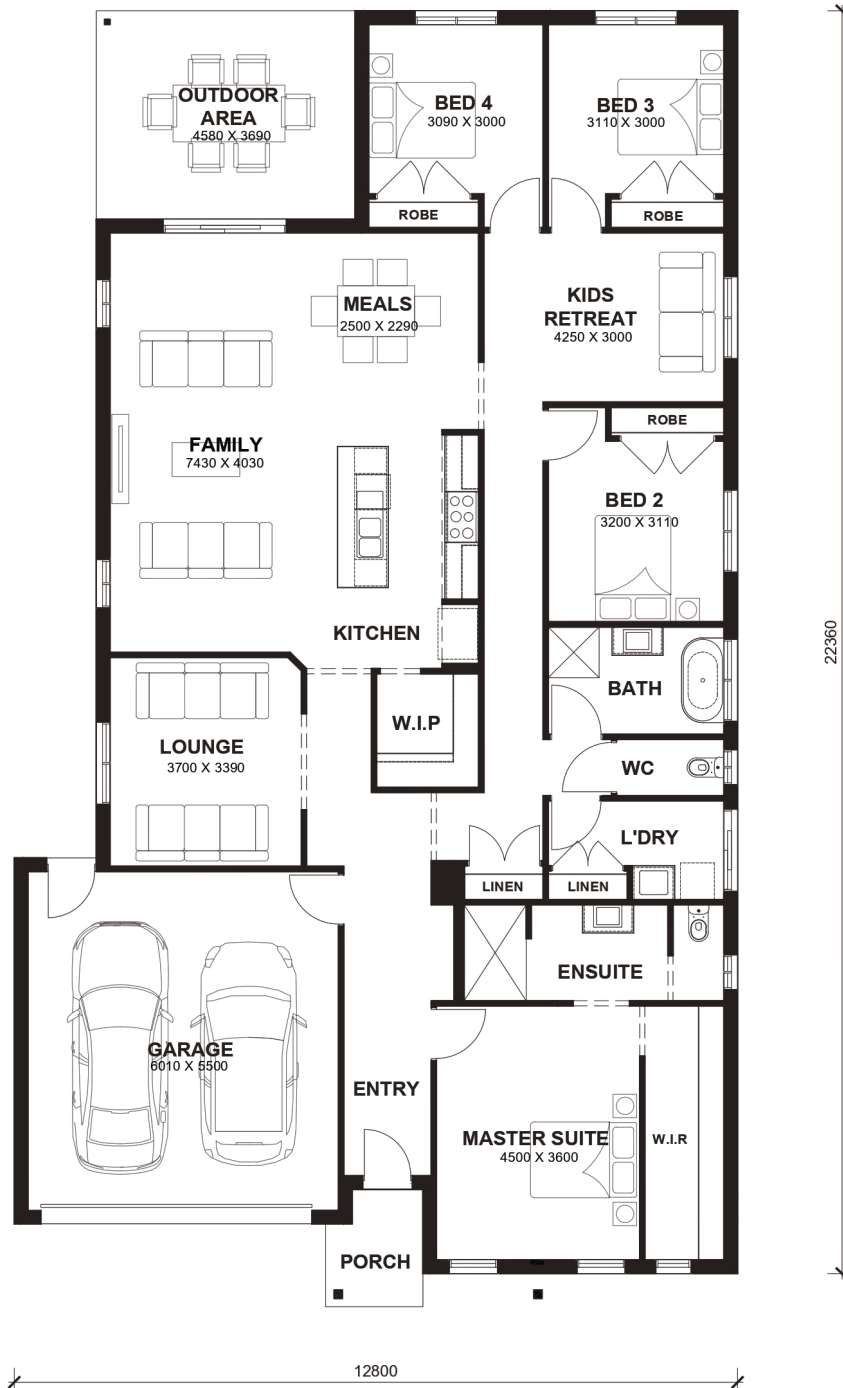 OUTDOOR
AREA
4580 X 3690
BED 4
3090 X 3000
BED 3
3110 X 3000
ROBE
ROBE
MEALS
2500 X 2290
KIDS
RETREAT
4250 X 3000
FAMILY
7430 X 4030
ROBE
BED 2
3200 X 3110
KITCHEN
BATH
W.I.P
LOUNGE
3700 X 3390
WC
L'DRY
LINEN
LINEN
ENSUITE
GARAGE
6010 X 5500
ENTRY
MASTER SUITE
4500 X 3600
W.I.R
PORCH
22360
12800